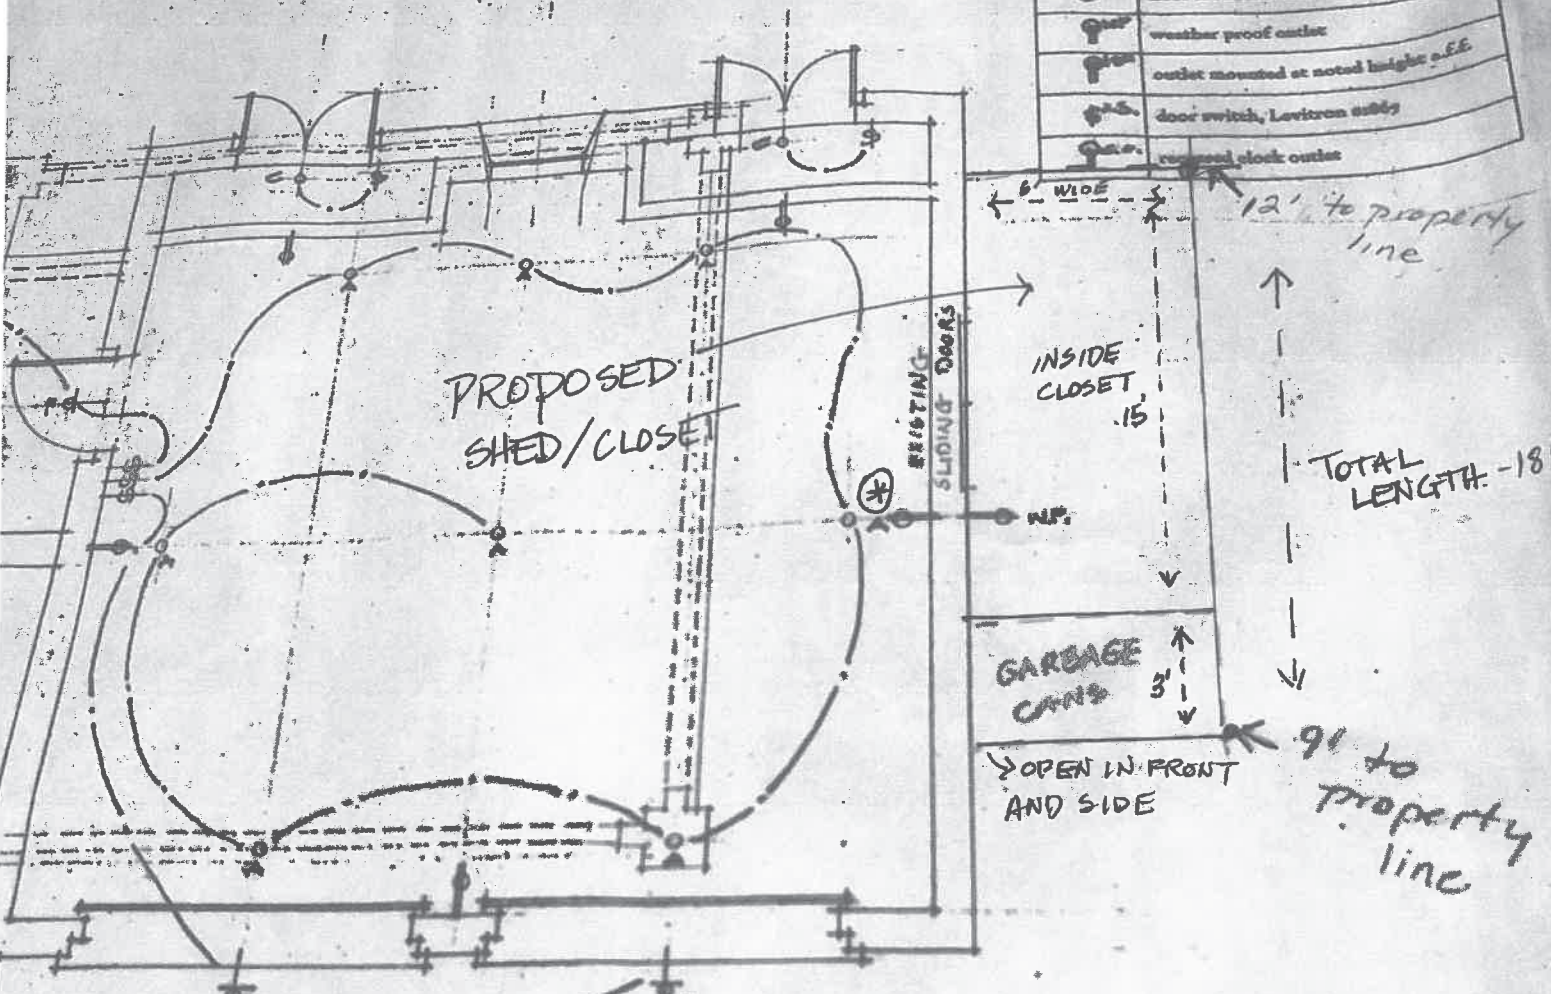 weather proof outlet
outlet mounted at noted height a.f.f.
door switch, Levitron
recessed clock outlet
6' WIDE
12' to property
line
PROPOSED
SHED/CLOSET
EXISTING
SLIDING DOORS
INSIDE
CLOSET
15'
TOTAL
LENGTH - 18
W.P.
GARBAGE
CANS
3'
OPEN IN FRONT
AND SIDE
9' to
property
line
$
A
A
A
A
A
A
A
A